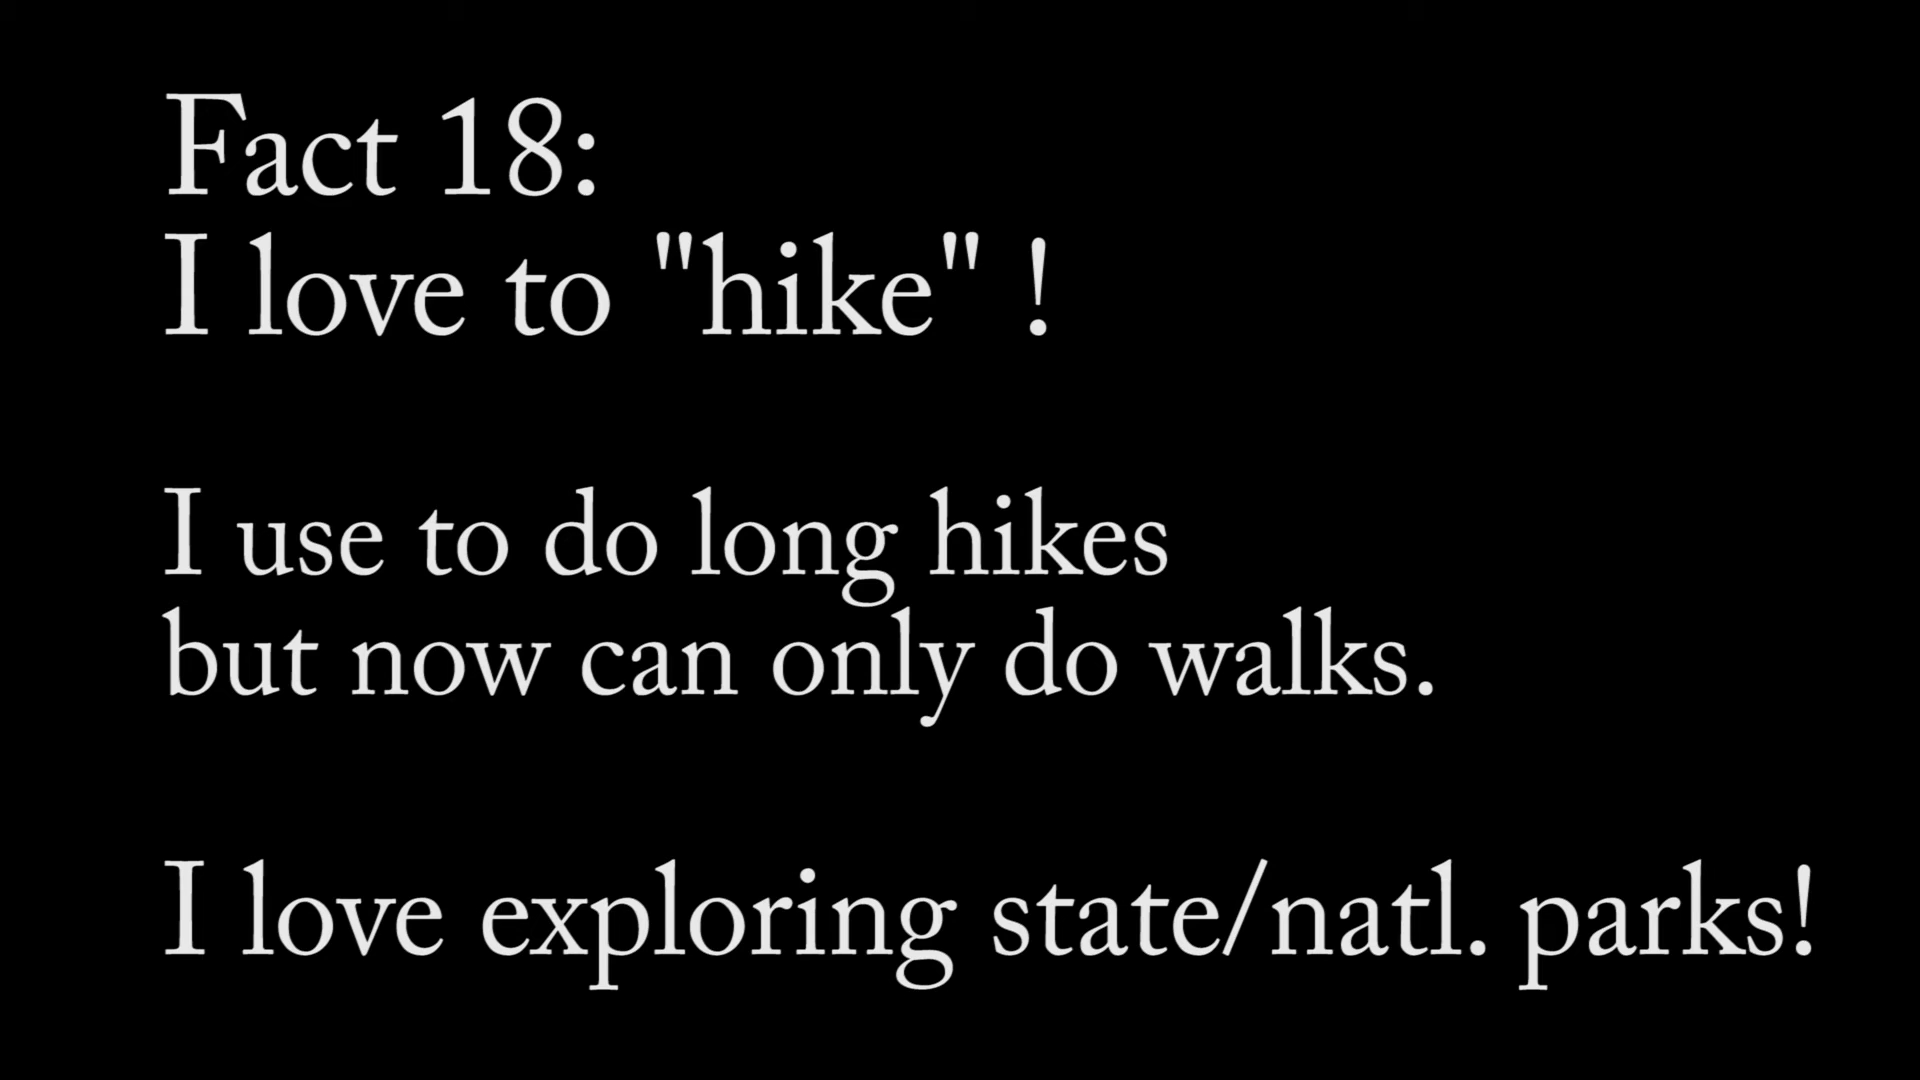 Fact 18:
I love to "hike" !
I use to do long hikes
but now can only do walks.
I love exploring state/natl. parks!